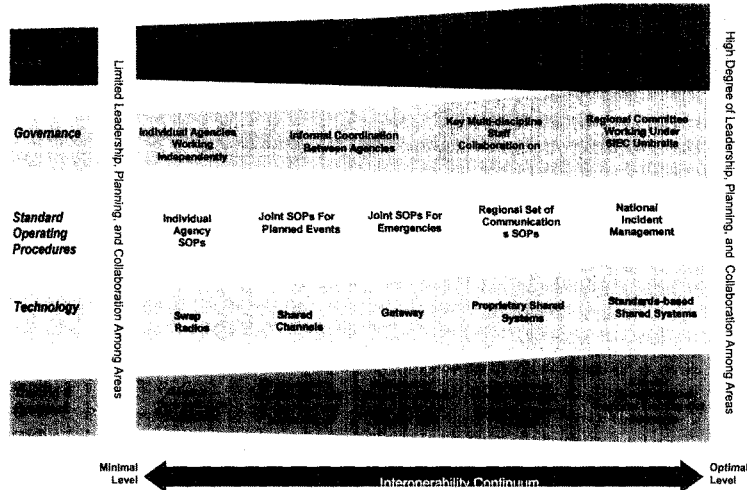 Limited Leadership, Planning, and Collaboration Among Areas
High Degree of Leadership, Planning, and Collaboration Among Areas
Governance
Individual Agencies
Working
Independently
Informal Coordination
Between Agencies
Key Multi-discipline
Staff
Collaboration on
Regional Committee
Working Under
SIEC Umbrella
Standard
Operating
Procedures
Individual
Agency
SOPs
Joint SOPs For
Planned Events
Joint SOPs For
Emergencies
Regional Set of
Communication
s SOPs
National
Incident
Management
Technology
Swap
Radios
Shared
Channels
Gateway
Proprietary Shared
Systems
Standards-based
Shared Systems
Minimal
Level
Interoperability Continuum
Optimal
Level